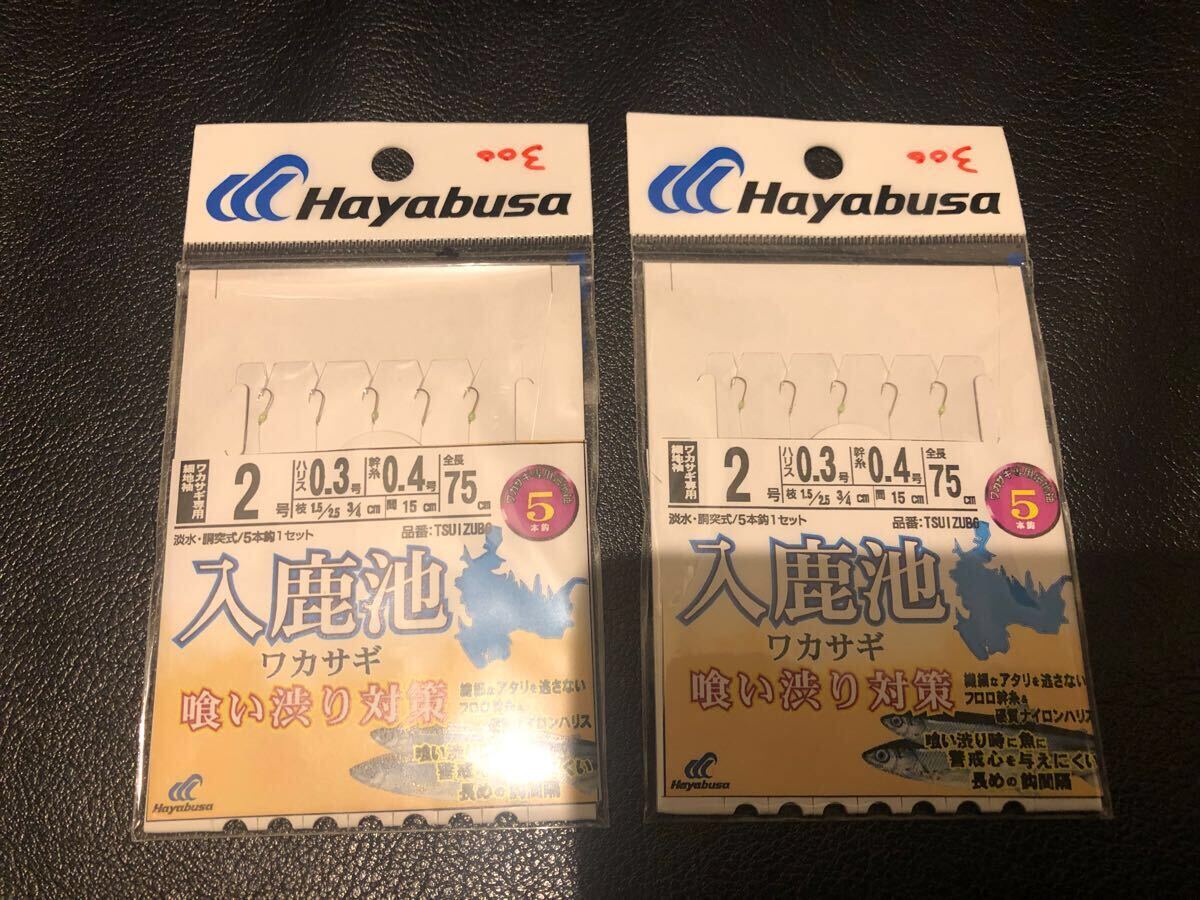 300
Hayabusa
ワカサギ専用
細地袖
2号
ハリス 0.3号
幹糸 0.4号
全長 75cm
枝 1.5/2.5 3/4 cm
間 15 cm
5
本鈎
淡水・胴突式/5本鈎1セット
品番:TSUIZUB6
入鹿池
ワカサギ
喰い渋り対策
繊細なアタリを逃さない
フロロ幹糸&
硬質ナイロンハリス
喰い渋り時に魚に
警戒心を与えにくい
長めの鈎間隔
Hayabusa
300
Hayabusa
ワカサギ専用
細地袖
2号
ハリス 0.3号
幹糸 0.4号
全長 75cm
枝 1.5/2.5 3/4 cm
間 15 cm
5
本鈎
淡水・胴突式/5本鈎1セット
品番:TSUIZUB6
入鹿池
ワカサギ
喰い渋り対策
繊細なアタリを逃さない
フロロ幹糸&
硬質ナイロンハリス
喰い渋り時に魚に
警戒心を与えにくい
長めの鈎間隔
Hayabusa